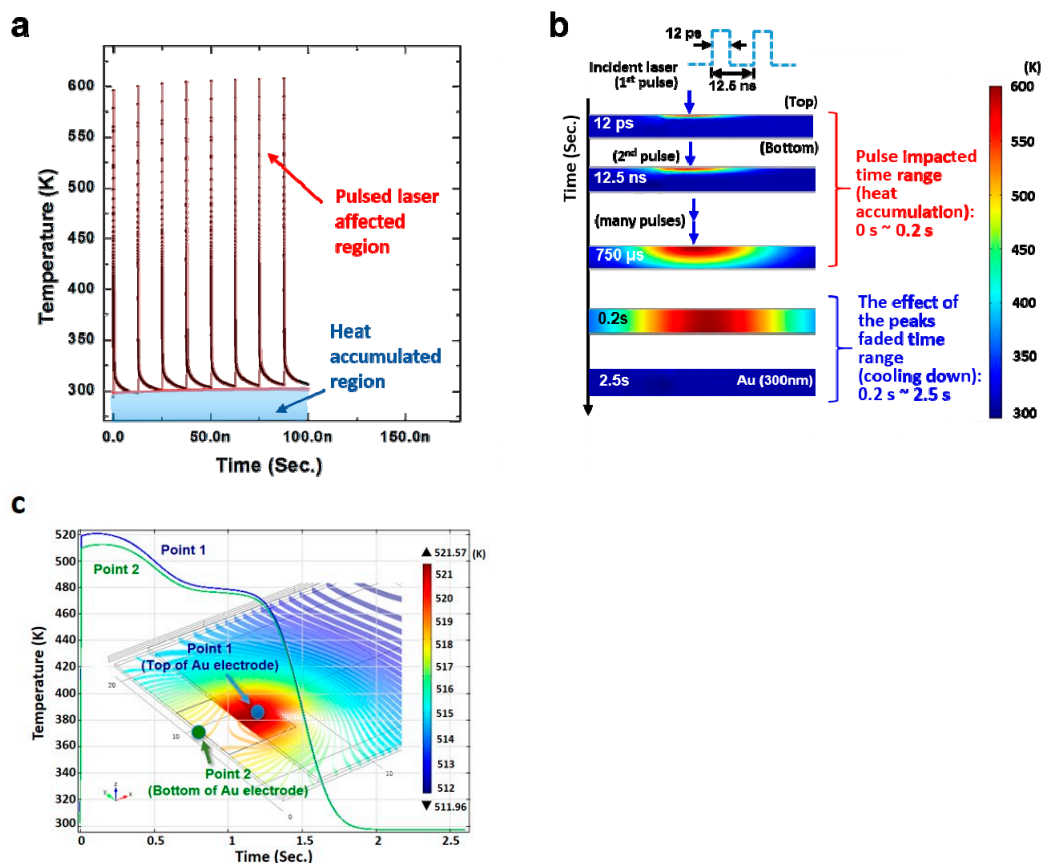 a
600
550
500
450
400
350
300
Temperature (K)
Pulsed laser
affected
region
Heat
accumulated
region
0.0
50.0n
100.0n
150.0n
Time (Sec.)
b
12 ps
12.5 ns
Incident laser
(1st pulse)
(Top)
12 ps
(Bottom)
(2nd pulse)
12.5 ns
(many pulses)
750 µs
0.2s
2.5s
Au (300nm)
Time (Sec.)
Pulse impacted
time range
(heat
accumulation):
0 s ~ 0.2 s
The effect of
the peaks
faded time
range
(cooling down):
0.2 s ~ 2.5 s
(K)
600
550
500
450
400
350
300
c
520
500
480
460
440
420
400
380
360
340
320
300
Temperature (K)
Point 1
Point 2
Point 1
(Top of Au electrode)
Point 2
(Bottom of Au electrode)
20
10
0
10
z
y
x
521.57
(K)
521
520
519
518
517
516
515
514
513
512
511.96
0
0.5
1
1.5
2
2.5
Time (Sec.)